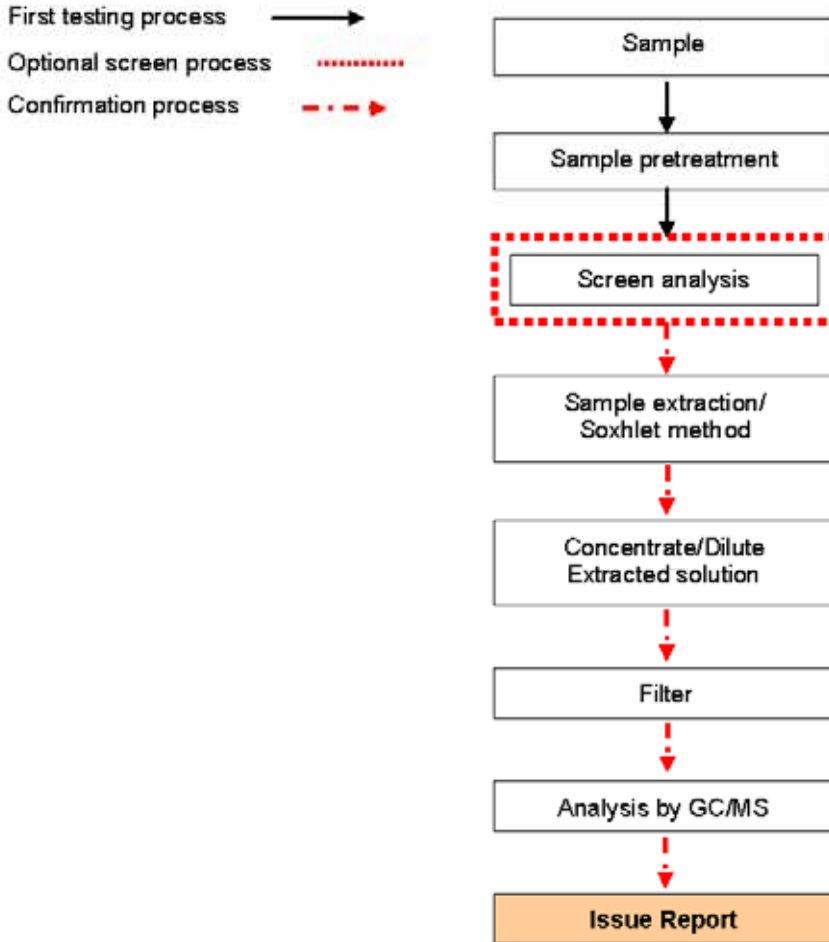 First testing process
Optional screen process
Confirmation process
Sample
Sample pretreatment
Screen analysis
Sample extraction/
Soxhlet method
Concentrate/Dilute
Extracted solution
Filter
Analysis by GC/MS
Issue Report